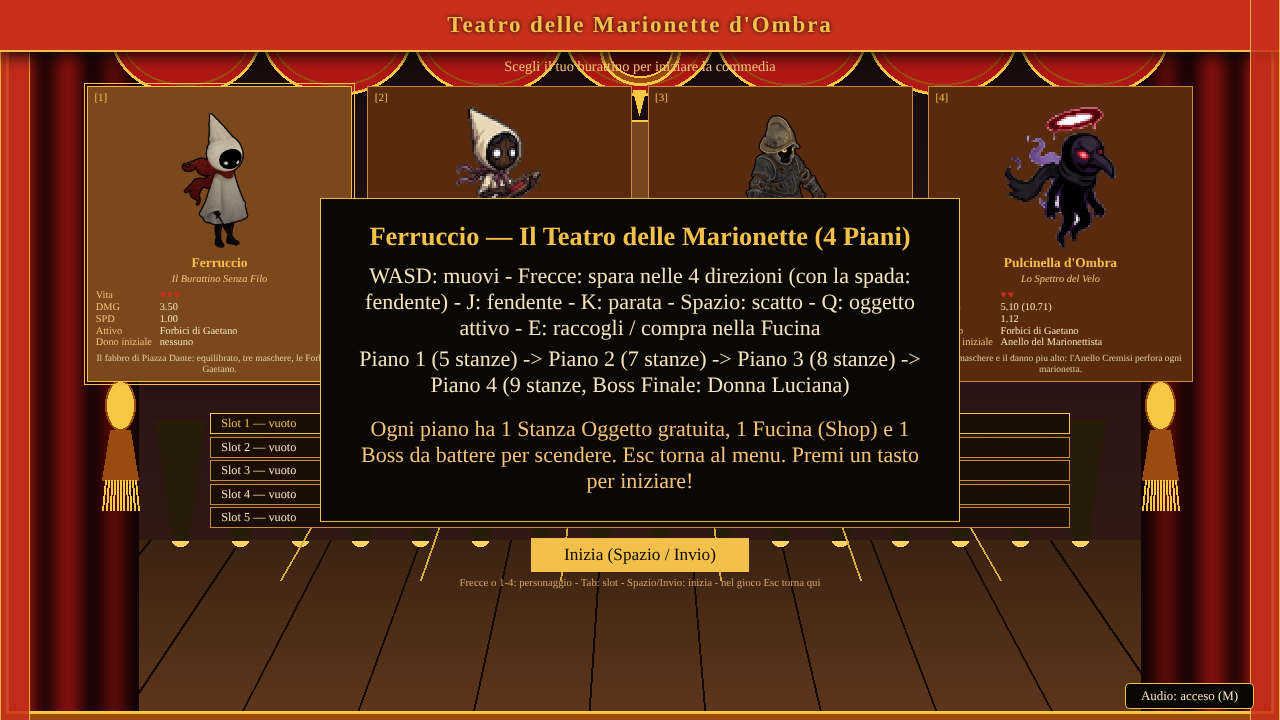 Teatro delle Marionette d'Ombra
Scegli il tuo burattino per iniziare la commedia
[1]
[2]
[3]
[4]
Ferruccio
Il Burattino Senza Filo
Vita ♥♥♥
DMG 3,50
SPD 1,00
Attivo Forbici di Gaetano
Dono iniziale nessuno
Il fabbro di Piazza Dante: equilibrato, tre maschere, le
Gaetano.
Pulcinella d'Ombra
Lo Spettro del Velo
♥♥
5.10 (10.71)
1.12
Forbici di Gaetano
iniziale Anello del Marionettista
maschere e il danno piu alto: l'Anello Cremisi perfora ogni
marionetta.
Ferruccio — Il Teatro delle Marionette (4 Piani)
WASD: muovi - Frecce: spara nelle 4 direzioni (con la spada:
fendente) - J: fendente - K: parata - Spazio: scatto - Q: oggetto
attivo - E: raccogli / compra nella Fucina
Piano 1 (5 stanze) -> Piano 2 (7 stanze) -> Piano 3 (8 stanze) ->
Piano 4 (9 stanze, Boss Finale: Donna Luciana)
Ogni piano ha 1 Stanza Oggetto gratuita, 1 Fucina (Shop) e 1
Boss da battere per scendere. Esc torna al menu. Premi un tasto
per iniziare!
Slot 1 — vuoto
Slot 2 — vuoto
Slot 3 — vuoto
Slot 4 — vuoto
Slot 5 — vuoto
Inizia (Spazio / Invio)
Frecce o 1-4: personaggio - Tab: slot - Spazio/Invio: inizia - nel gioco Esc torna qui
Audio: acceso (M)